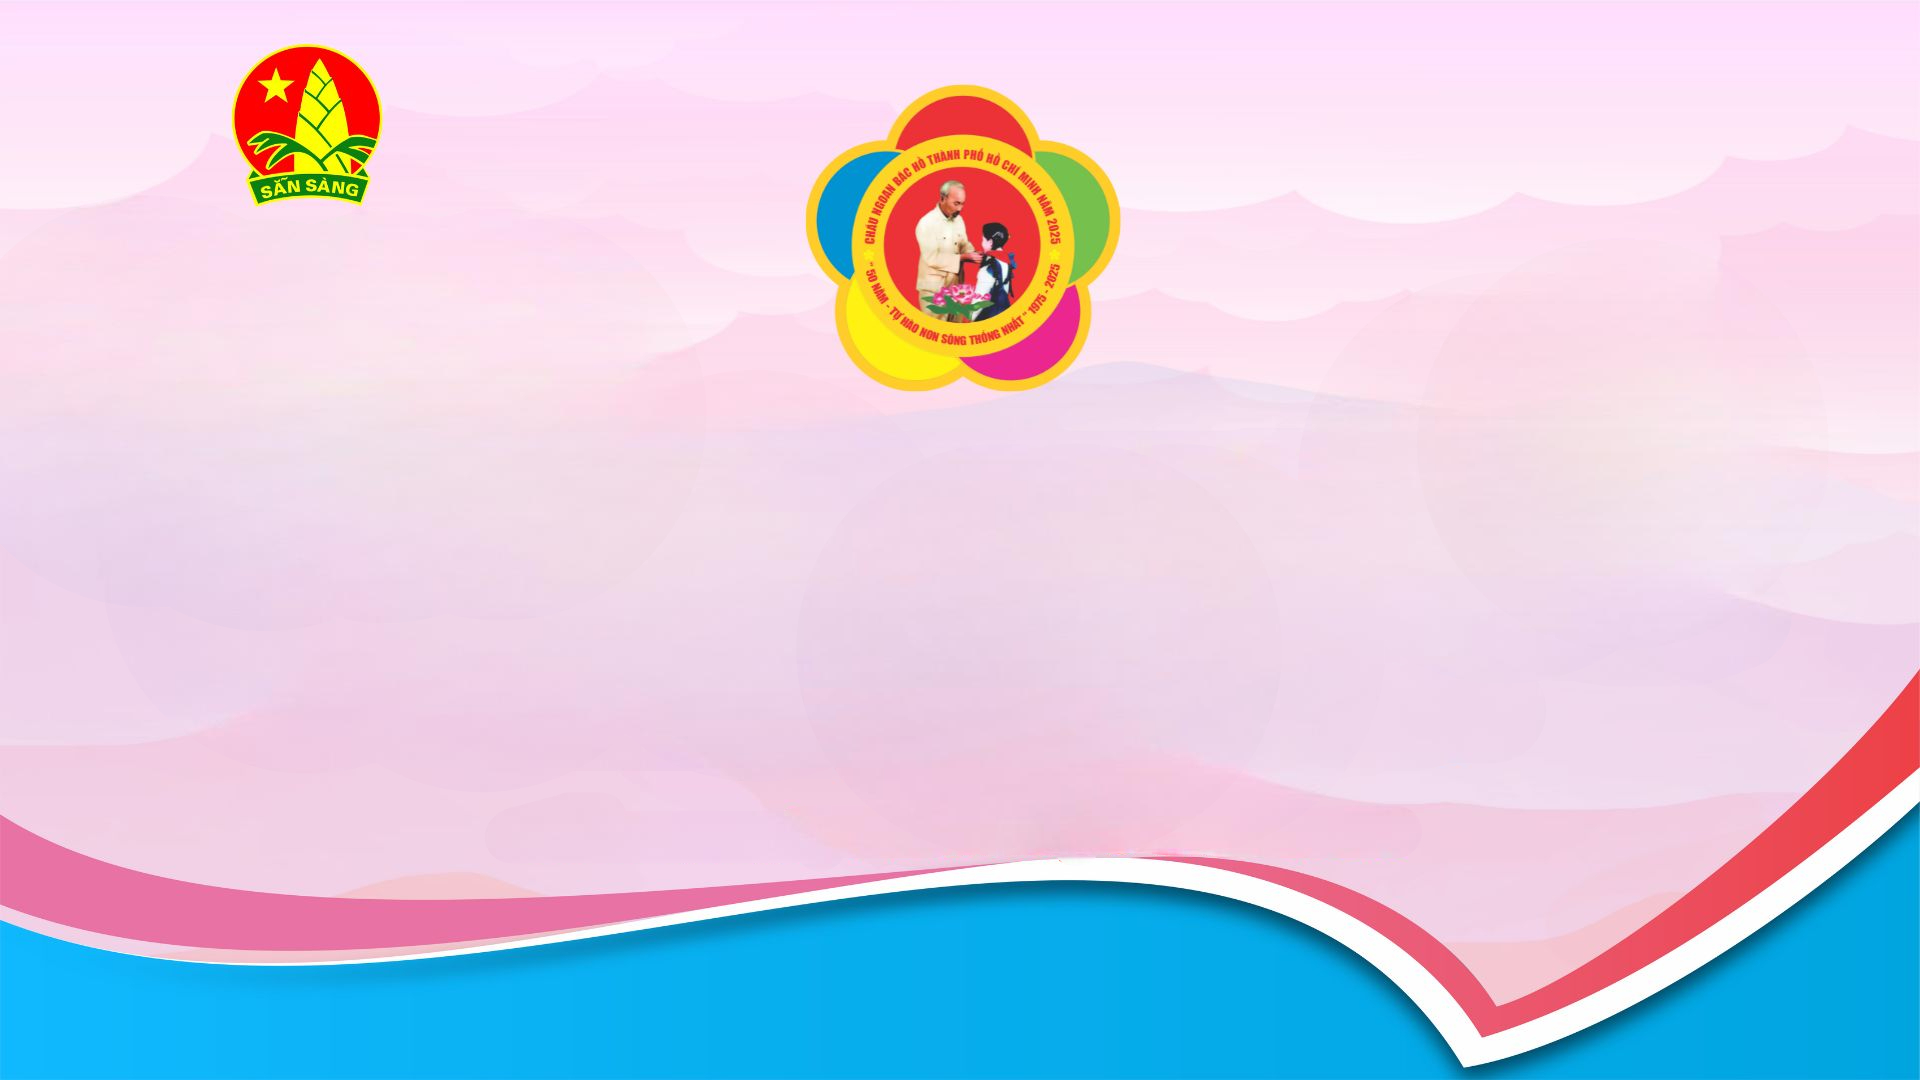 SẴN SÀNG
CHÁU NGOAN BÁC HỒ THÀNH PHỐ HỒ CHÍ MINH NĂM 2025
" 50 NĂM - TỰ HÀO NON SÔNG THỐNG NHẤT " 1975 - 2025